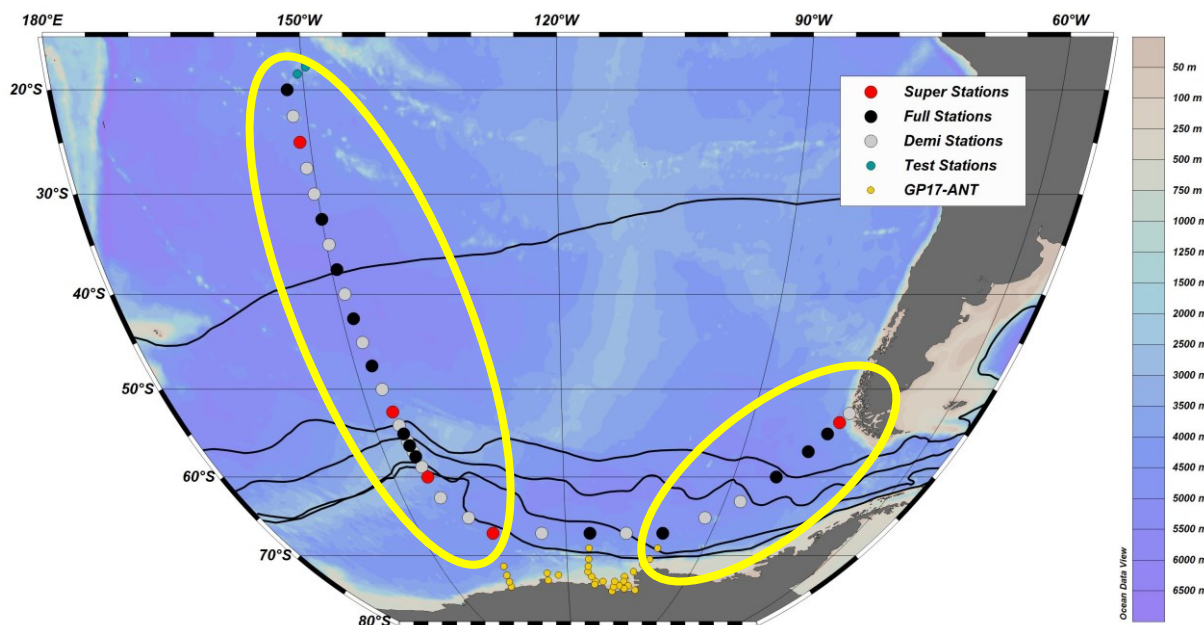 180°E 150°W 120°W 90°W 60°W
20°S
30°S
40°S
50°S
60°S
70°S
80°S
Super Stations
Full Stations
Demi Stations
Test Stations
GP17-ANT
50 m
100 m
250 m
500 m
750 m
1000 m
1250 m
1500 m
2000 m
2500 m
3000 m
3500 m
4000 m
4500 m
5000 m
5500 m
6000 m
6500 m
Ocean Data View